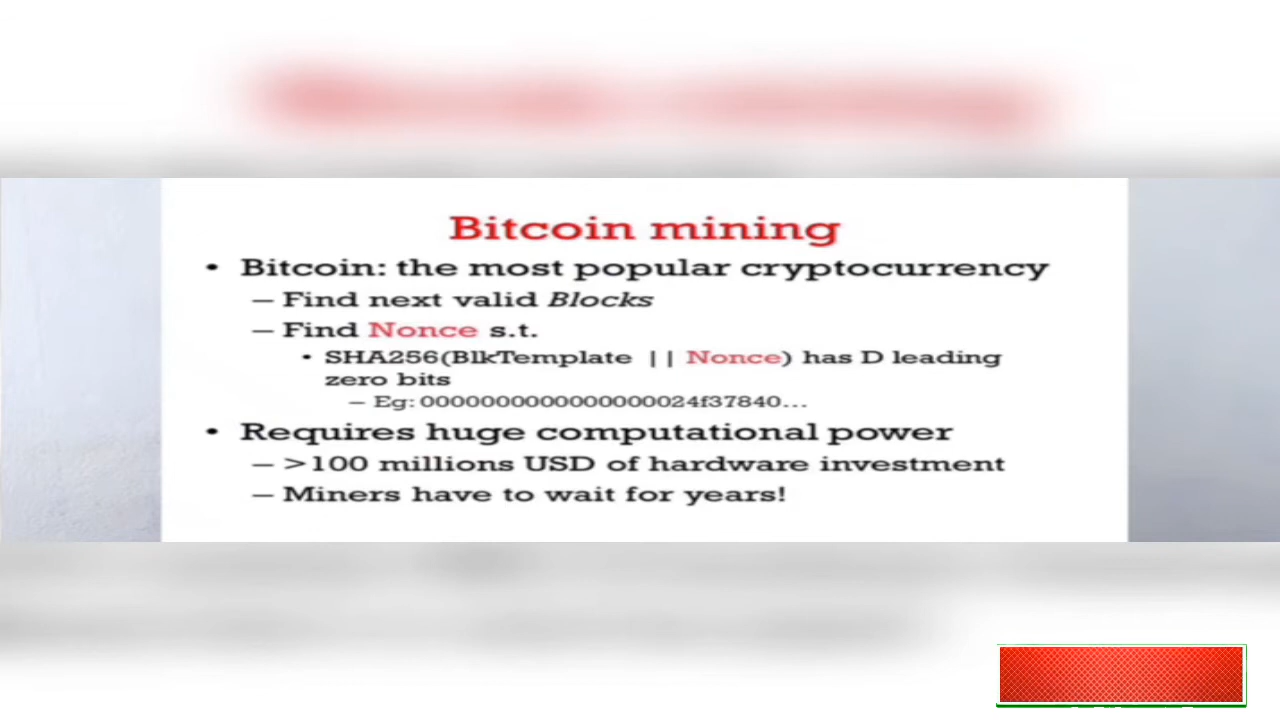 Bitcoin mining
• Bitcoin: the most popular cryptocurrency
– Find next valid Blocks
– Find Nonce s.t.
• SHA256(BlkTemplate || Nonce) has D leading
zero bits
– Eg: 00000000000000000024f37840...
• Requires huge computational power
– >100 millions USD of hardware investment
– Miners have to wait for years!